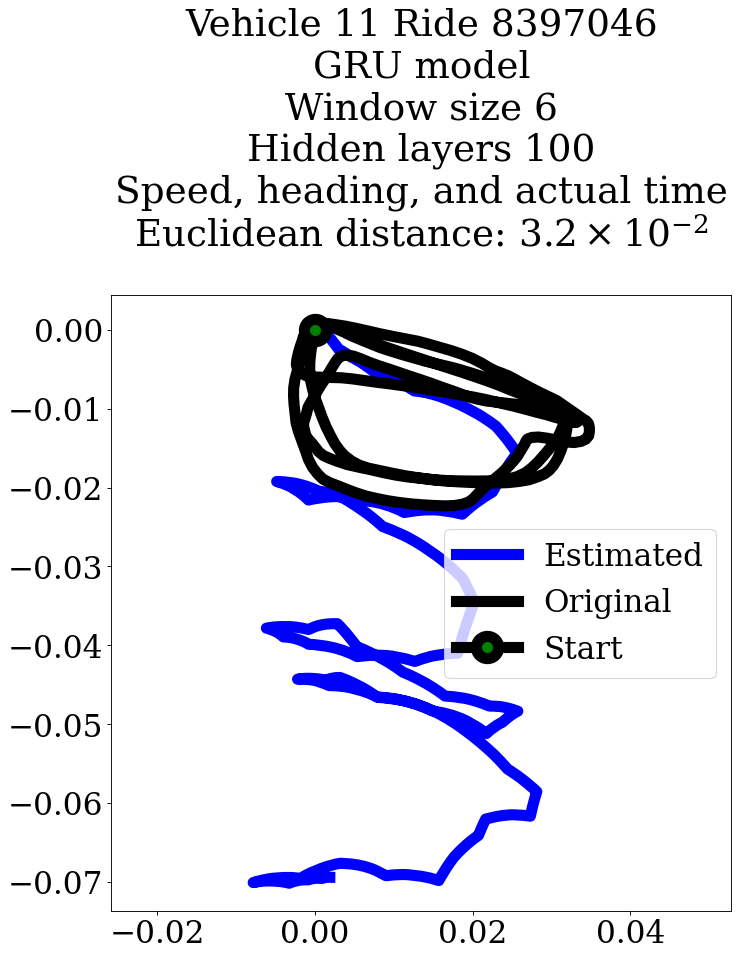 Vehicle 11 Ride 8397046
GRU model
Window size 6
Hidden layers 100
Speed, heading, and actual time
Euclidean distance: 3.2 × 10⁻²
0.00
−0.01
−0.02
−0.03
−0.04
−0.05
−0.06
−0.07
Estimated
Original
Start
−0.02
0.00
0.02
0.04